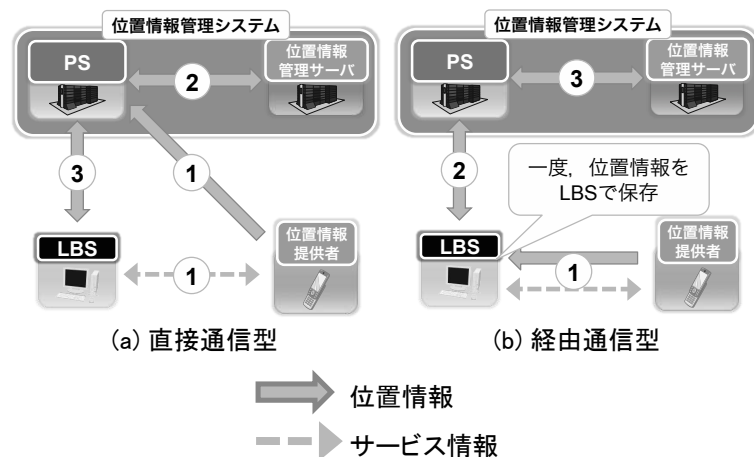 位置情報管理システム
PS
位置情報
管理サーバ
2
3
1
LBS
位置情報
提供者
1
(a) 直接通信型
位置情報管理システム
PS
位置情報
管理サーバ
3
2
一度，位置情報を
LBSで保存
LBS
位置情報
提供者
1
(b) 経由通信型
位置情報
サービス情報